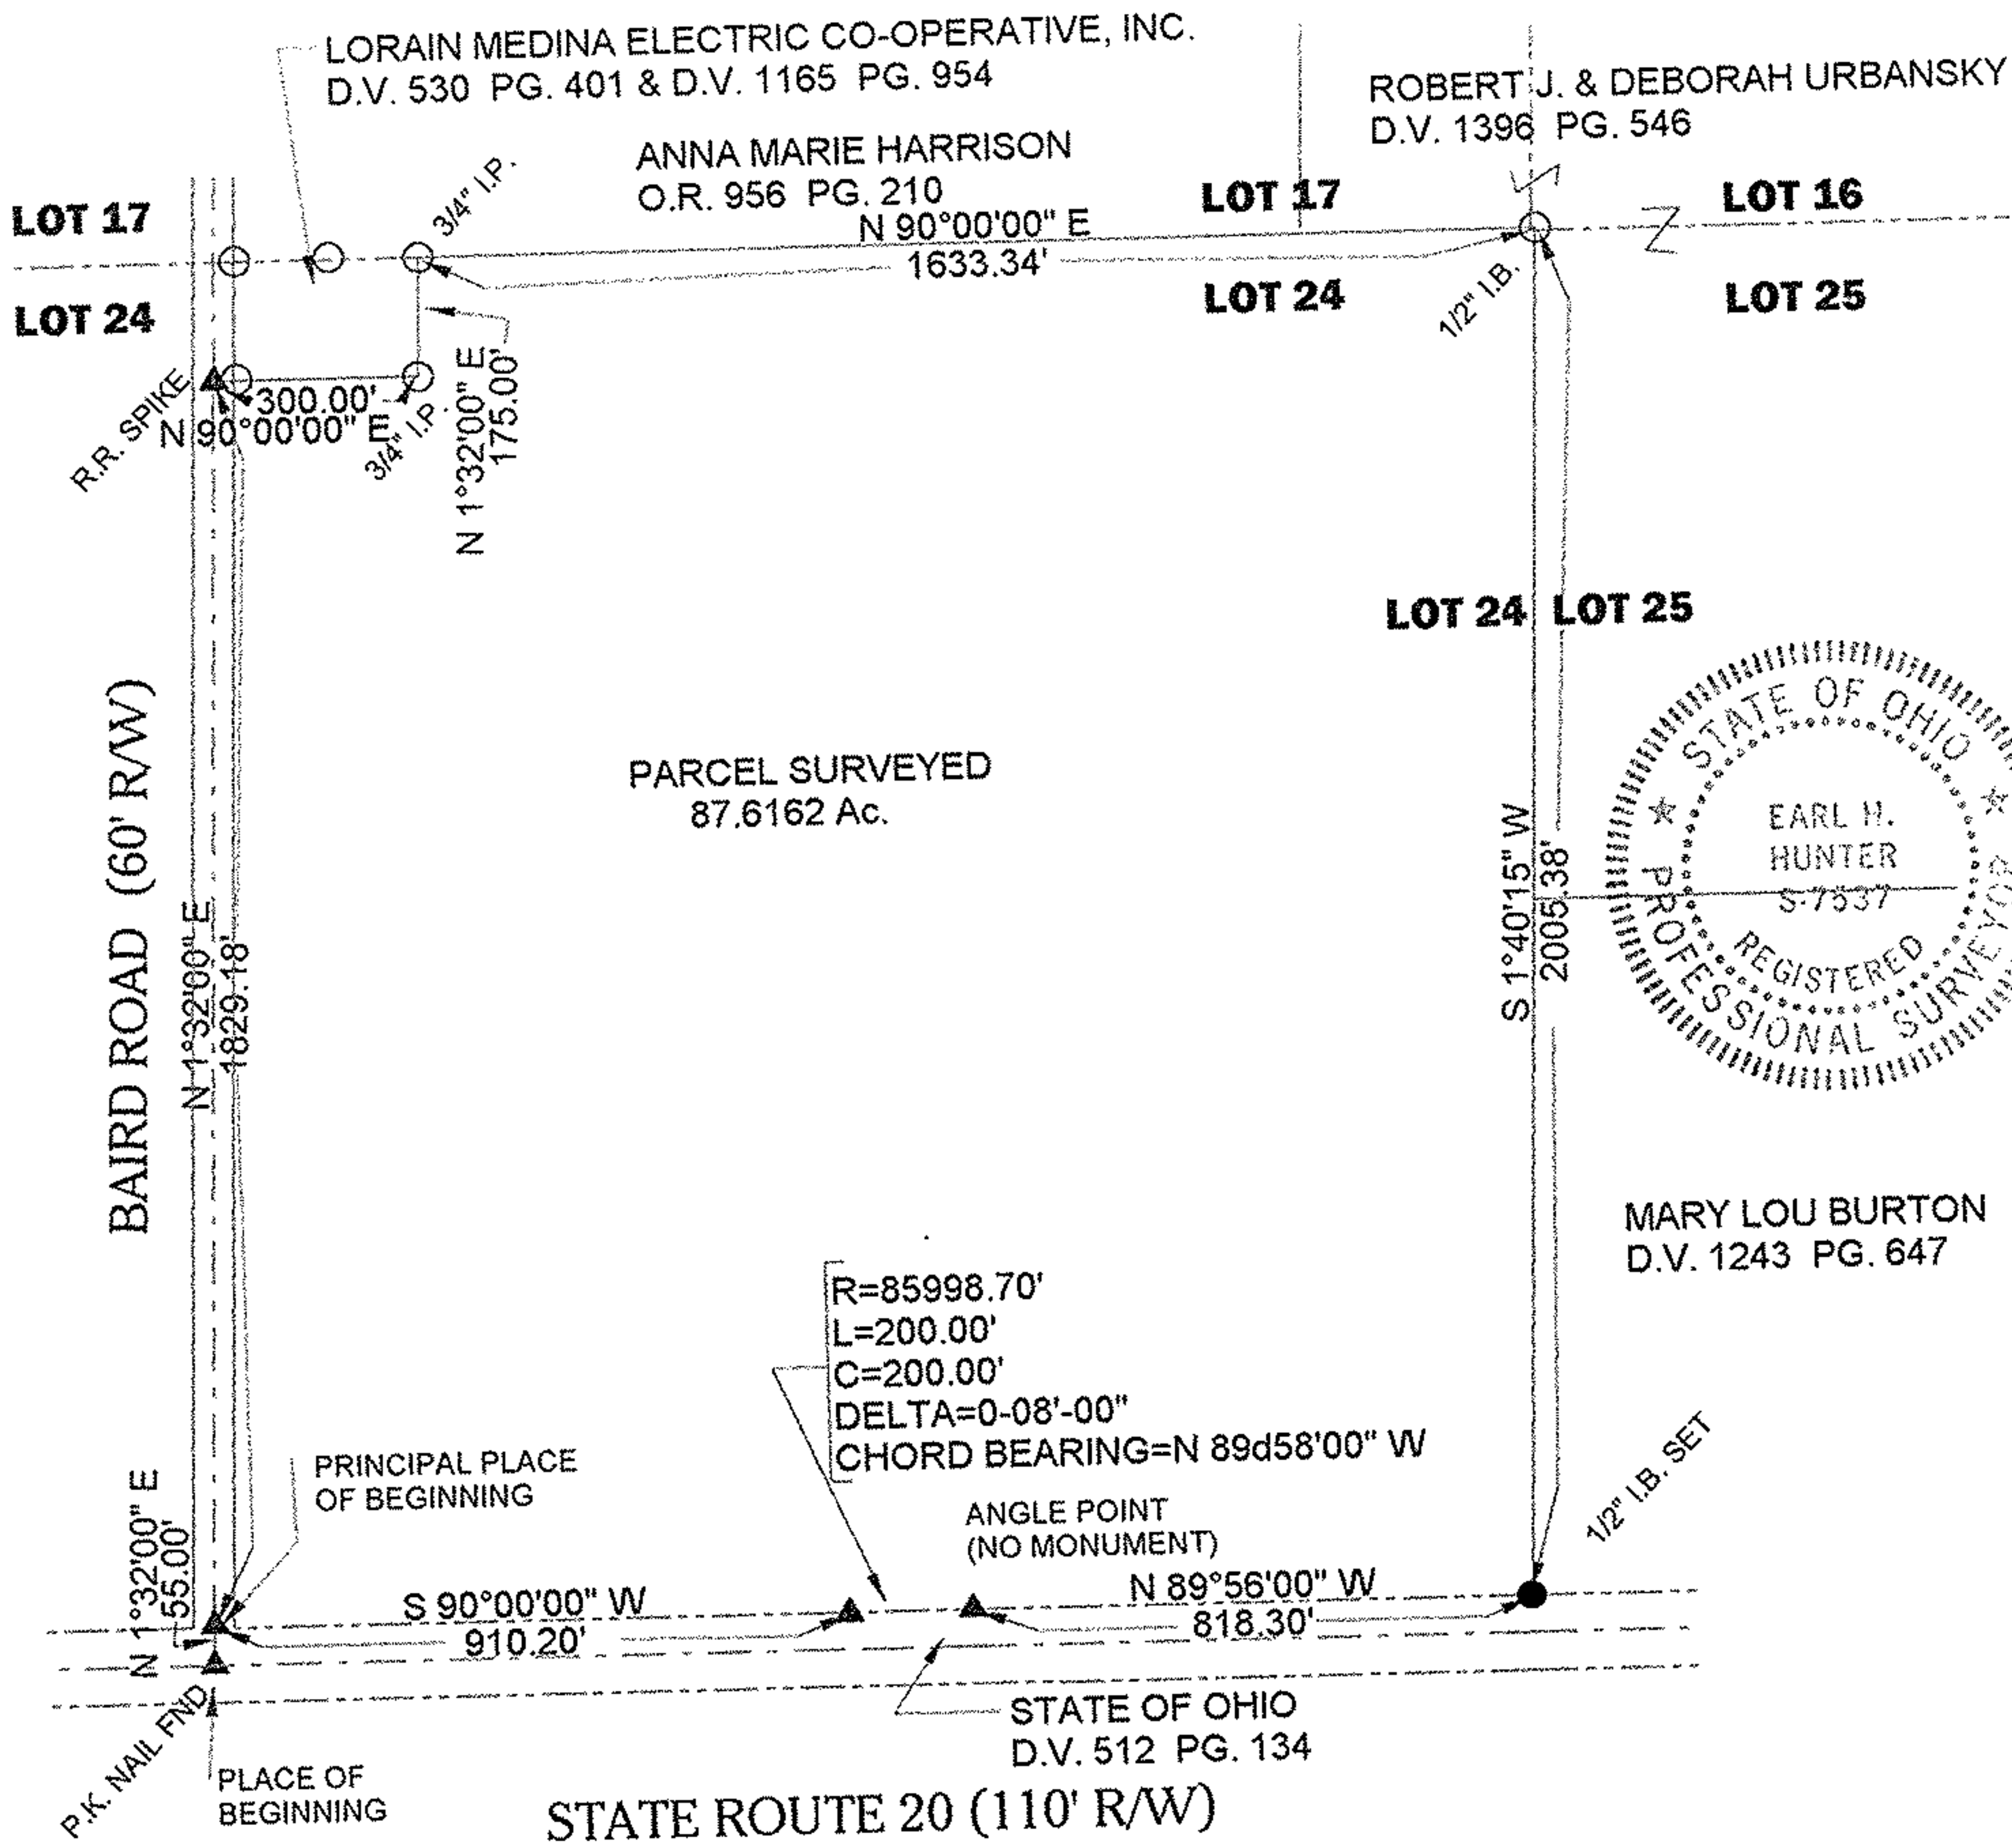 LORAIN MEDINA ELECTRIC CO-OPERATIVE, INC.
D.V. 530 PG. 401 & D.V. 1165 PG. 954
ROBERT J. & DEBORAH URBANSKY
D.V. 1396 PG. 546
ANNA MARIE HARRISON
O.R. 956 PG. 210
3/4" I.P.
LOT 17
LOT 17
LOT 16
N 90°00'00" E
1633.34'
LOT 24
LOT 24
LOT 25
1/2" I.B.
R.R. SPIKE
300.00'
N 90°00'00" E
3/4" I.P.
N 1°32'00" E
175.00'
LOT 24
LOT 25
BAIRD ROAD (60' R/W)
N 1°32'00" E
1829.18'
PARCEL SURVEYED
87.6162 Ac.
S 1°40'15" W
2005.38'
STATE OF OHIO
EARL H.
HUNTER
S-7537
REGISTERED
PROFESSIONAL SURVEYOR
MARY LOU BURTON
D.V. 1243 PG. 647
R=85998.70'
L=200.00'
C=200.00'
DELTA=0-08'-00"
CHORD BEARING=N 89d58'00" W
PRINCIPAL PLACE
OF BEGINNING
ANGLE POINT
(NO MONUMENT)
1/2" I.B. SET
N 1°32'00" E
55.00'
S 90°00'00" W
910.20'
N 89°56'00" W
818.30'
P.K. NAIL FND
PLACE OF
BEGINNING
STATE OF OHIO
D.V. 512 PG. 134
STATE ROUTE 20 (110' R/W)